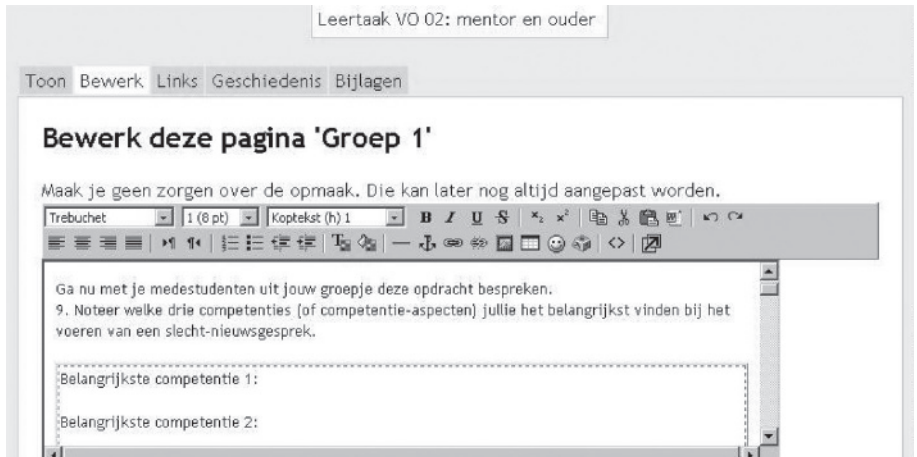 Leertaak VO 02: mentor en ouder
Toon Bewerk Links Geschiedenis Bijlagen
Bewerk deze pagina 'Groep 1'
Maak je geen zorgen over de opmaak. Die kan later nog altijd aangepast worden.
Trebuchet 1 (8 pt) Koptekst (h) 1 B I U S x₂ x²
Ga nu met je medestudenten uit jouw groepje deze opdracht bespreken.
9. Noteer welke drie competenties (of competentie-aspecten) jullie het belangrijkst vinden bij het
voeren van een slecht-nieuwsgesprek.
Belangrijkste competentie 1:
Belangrijkste competentie 2: